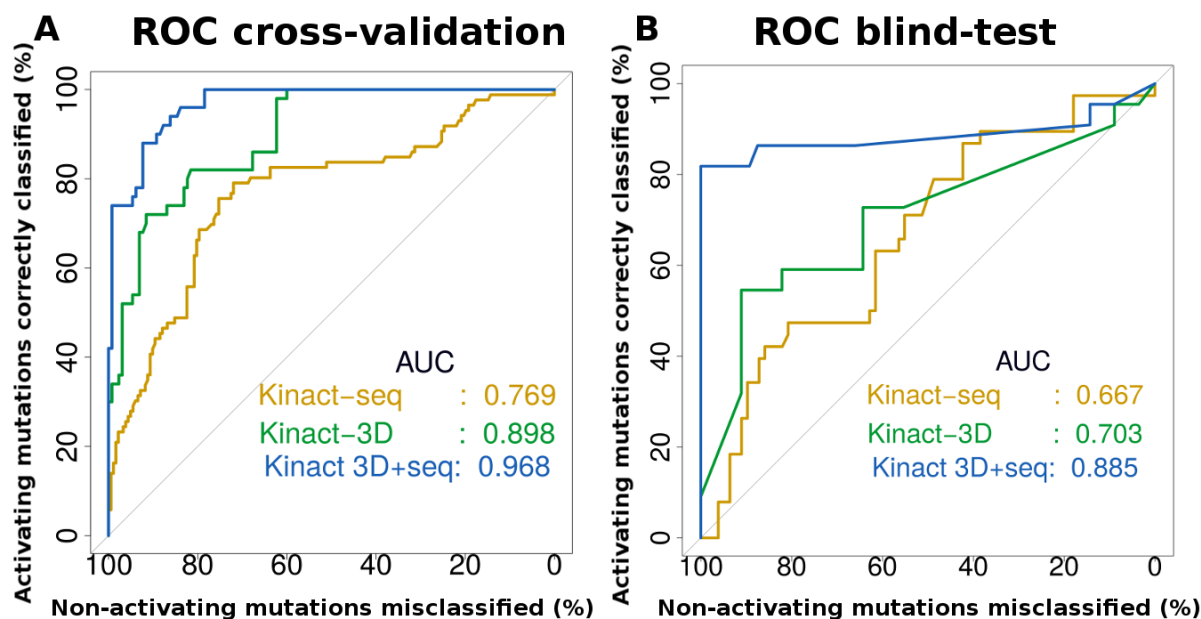 A ROC cross-validation
Activating mutations correctly classified (%)
100
80
60
40
20
0
AUC
Kinact−seq : 0.769
Kinact−3D : 0.898
Kinact 3D+seq: 0.968
100 80 60 40 20 0
Non-activating mutations misclassified (%)
B ROC blind-test
Activating mutations correctly classified (%)
100
80
60
40
20
0
AUC
Kinact−seq : 0.667
Kinact−3D : 0.703
Kinact 3D+seq: 0.885
100 80 60 40 20 0
Non-activating mutations misclassified (%)